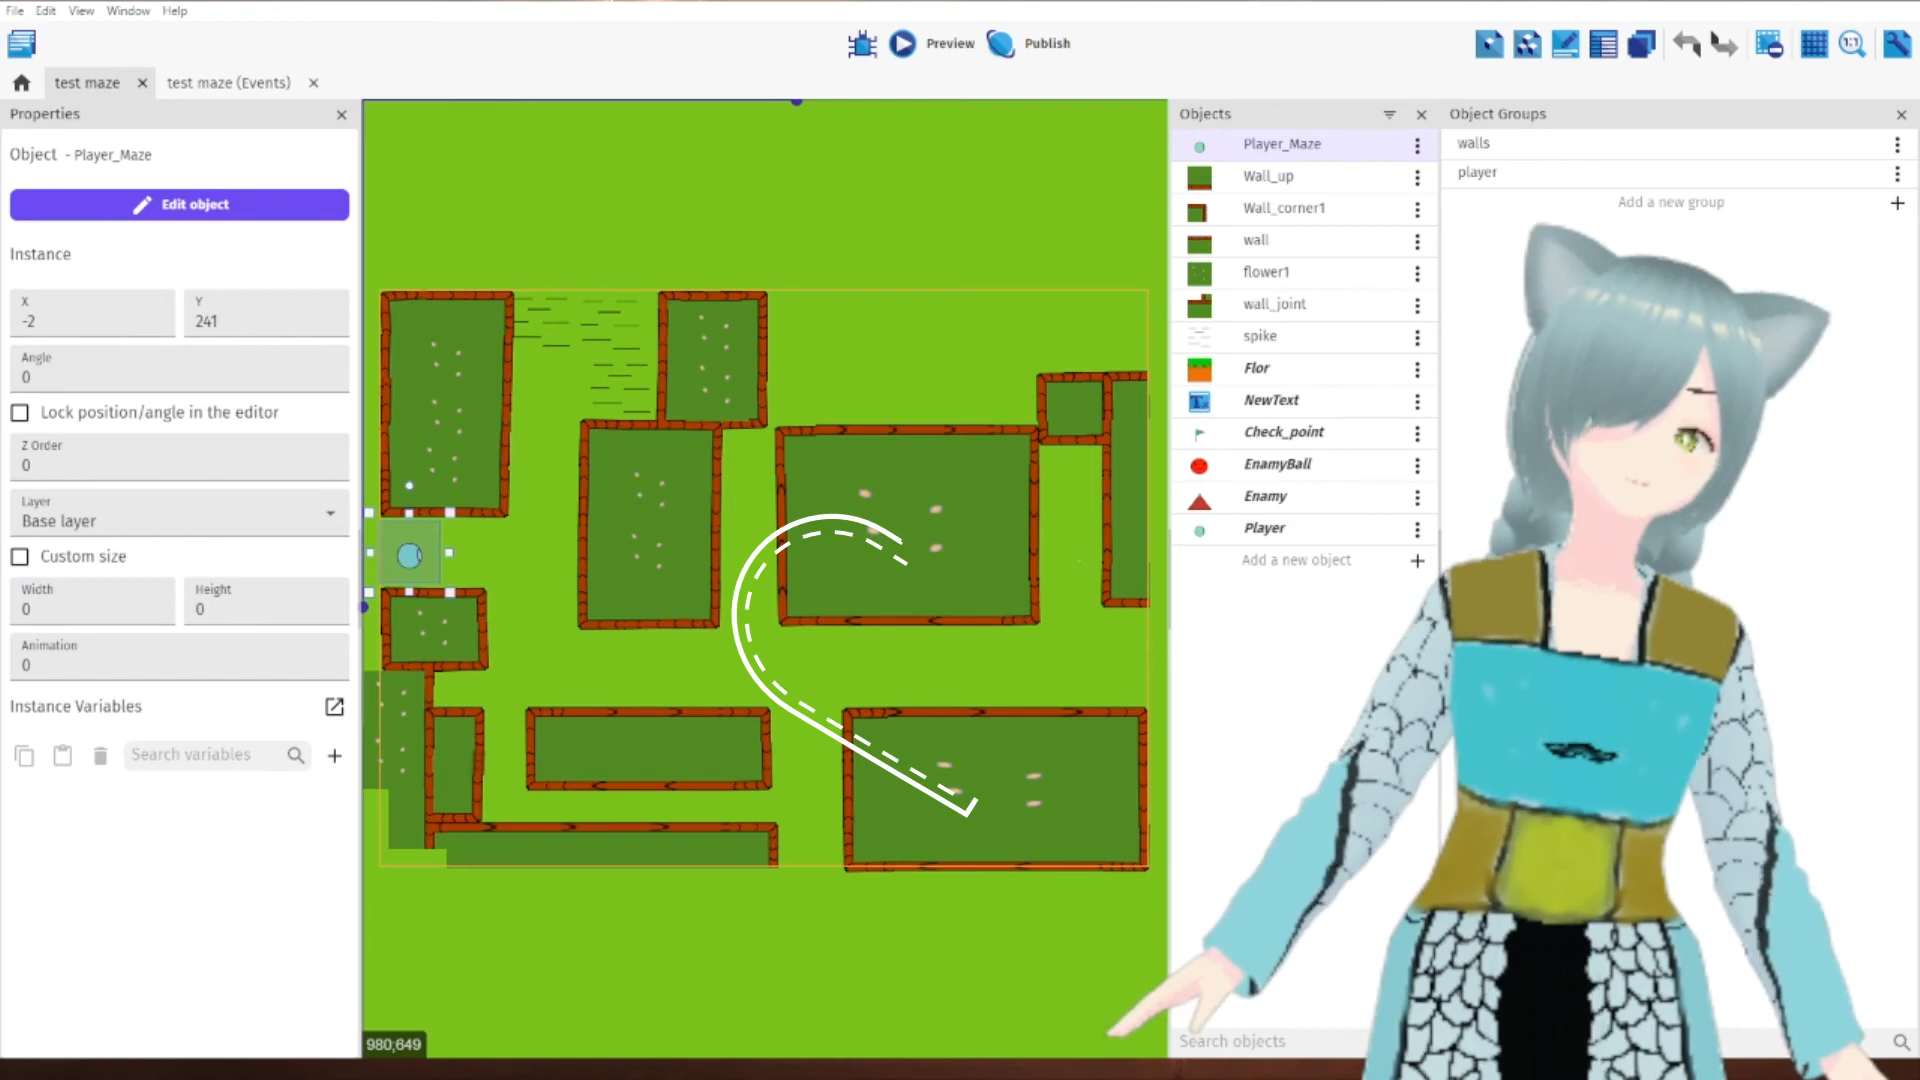 File Edit View Window Help
Preview Publish
test maze test maze (Events)
Properties
Object - Player_Maze
Edit object
Instance
X
-2
Y
241
Angle
0
Lock position/angle in the editor
Z Order
0
Layer
Base layer
Custom size
Width
0
Height
0
Animation
0
Instance Variables
Search variables
980;649
Objects
Player_Maze
Wall_up
Wall_corner1
wall
flower1
wall_joint
spike
Flor
NewText
Check_point
EnamyBall
Enamy
Player
Add a new object
Search objects
Object Groups
walls
player
Add a new group
1:1